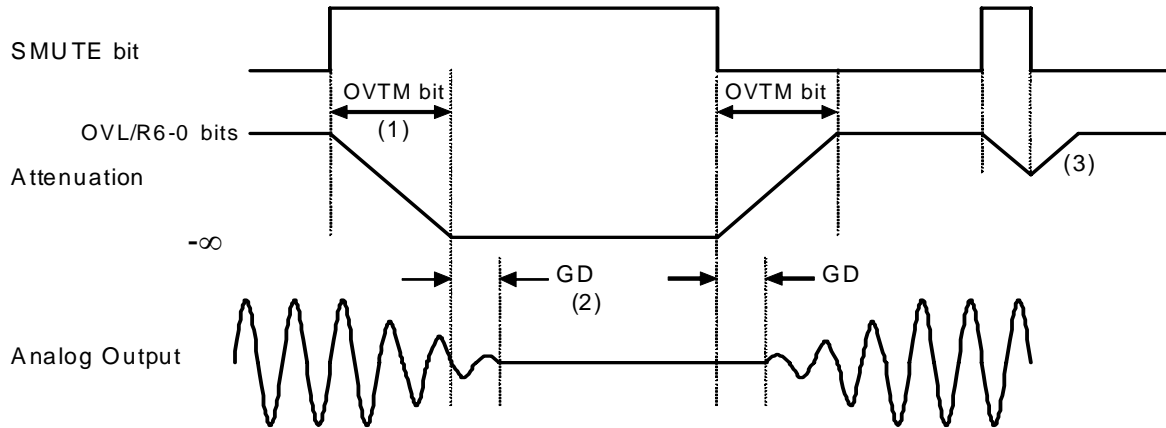 SMUTE bit
OVTM bit
OVTM bit
(1)
OVL/R6-0 bits
(3)
Attenuation
-∞
GD
GD
(2)
Analog Output